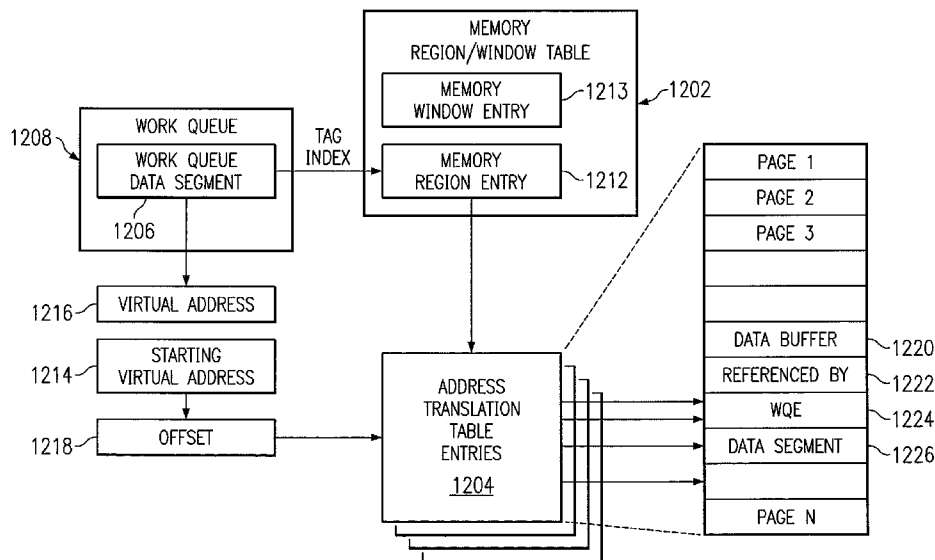 MEMORY
REGION/WINDOW TABLE
MEMORY
WINDOW ENTRY
1213
1202
1208
WORK QUEUE
WORK QUEUE
DATA SEGMENT
1206
TAG
INDEX
MEMORY
REGION ENTRY
1212
1216
VIRTUAL ADDRESS
1214
STARTING
VIRTUAL ADDRESS
1218
OFFSET
ADDRESS
TRANSLATION
TABLE
ENTRIES
1204
PAGE 1
PAGE 2
PAGE 3
DATA BUFFER
1220
REFERENCED BY
1222
WQE
1224
DATA SEGMENT
1226
PAGE N